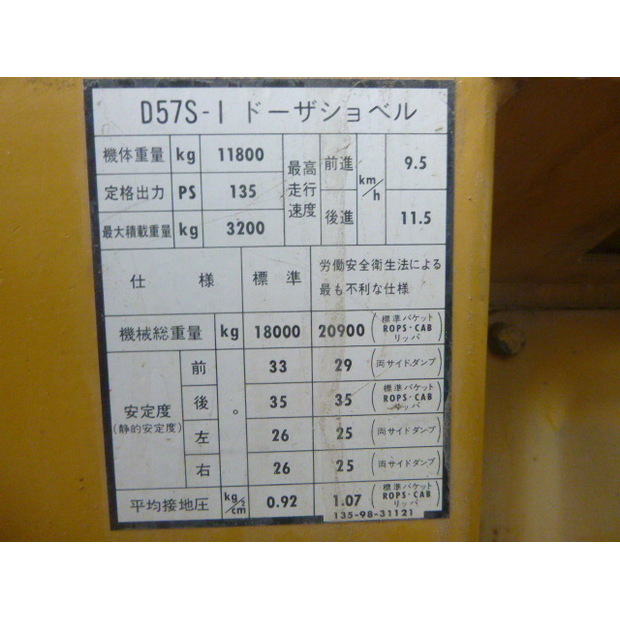 D57S-1 ドーザショベル
機体重量 kg 11800 最高走行速度 前進 km/h 9.5
定格出力 PS 135
最大積載重量 kg 3200 後進 11.5
仕様 標準 労働安全衛生法による
最も不利な仕様
機械総重量 kg 18000 20900 (標準バケット ROPS・CAB リッパ)
安定度 (静的安定度) 前 ° 33 29 (両サイドダンプ)
後 35 35 (標準バケット ROPS・CAB リッパ)
左 26 25 (両サイドダンプ)
右 26 25 (両サイドダンプ)
平均接地圧 kg/cm² 0.92 1.07 (標準バケット ROPS・CAB リッパ)
135-98-31121